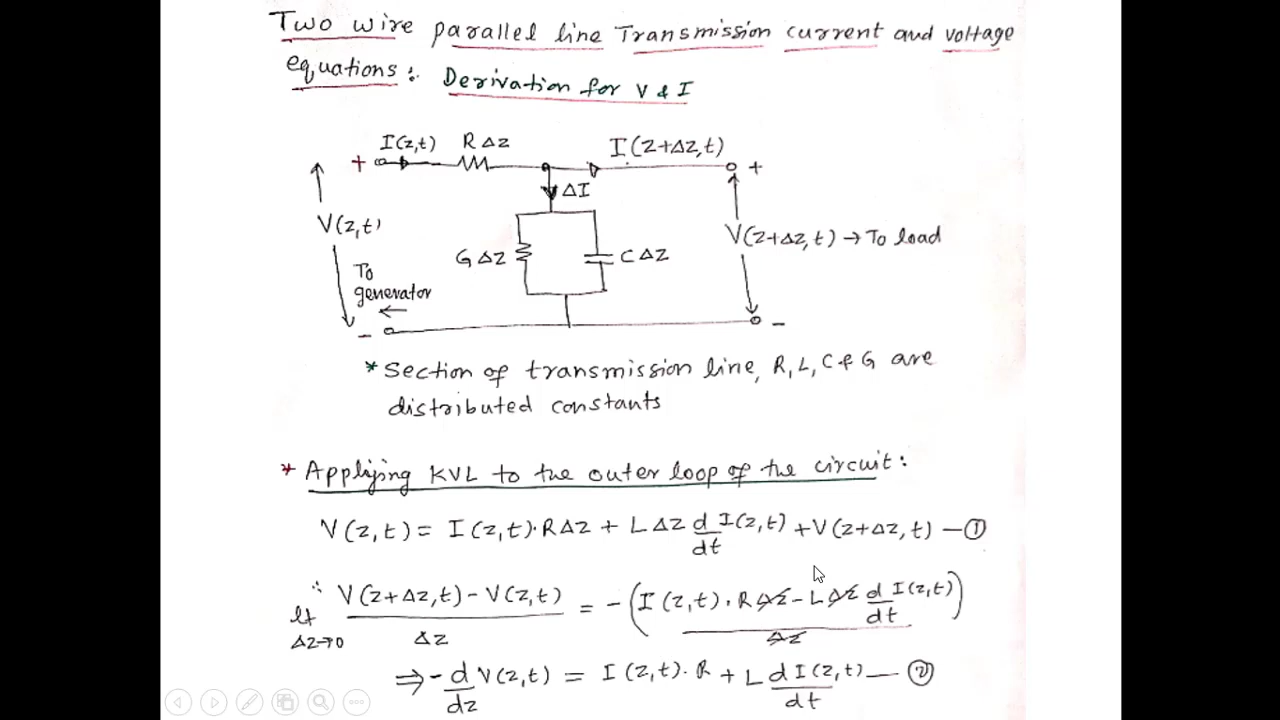 Two wire parallel line Transmission current and voltage
equations: Derivation for V & I
I(z,t) RΔz I(z+Δz,t)
+ +
ΔI
V(z,t) V(z+Δz,t) → To load
GΔz CΔz
To
generator
←
- -
* Section of transmission line, R, L, C & G are
distributed constants
* Applying KVL to the outer loop of the circuit:
V(z,t) = I(z,t)·RΔz + LΔz d/dt I(z,t) + V(z+Δz,t) — ①
∴ lt Δz→0 V(z+Δz,t) - V(z,t) / Δz = -(I(z,t)·RΔz - LΔz d/dt I(z,t) / Δz)
⇒ -d/dz V(z,t) = I(z,t)·R + L d I(z,t)/dt — ②